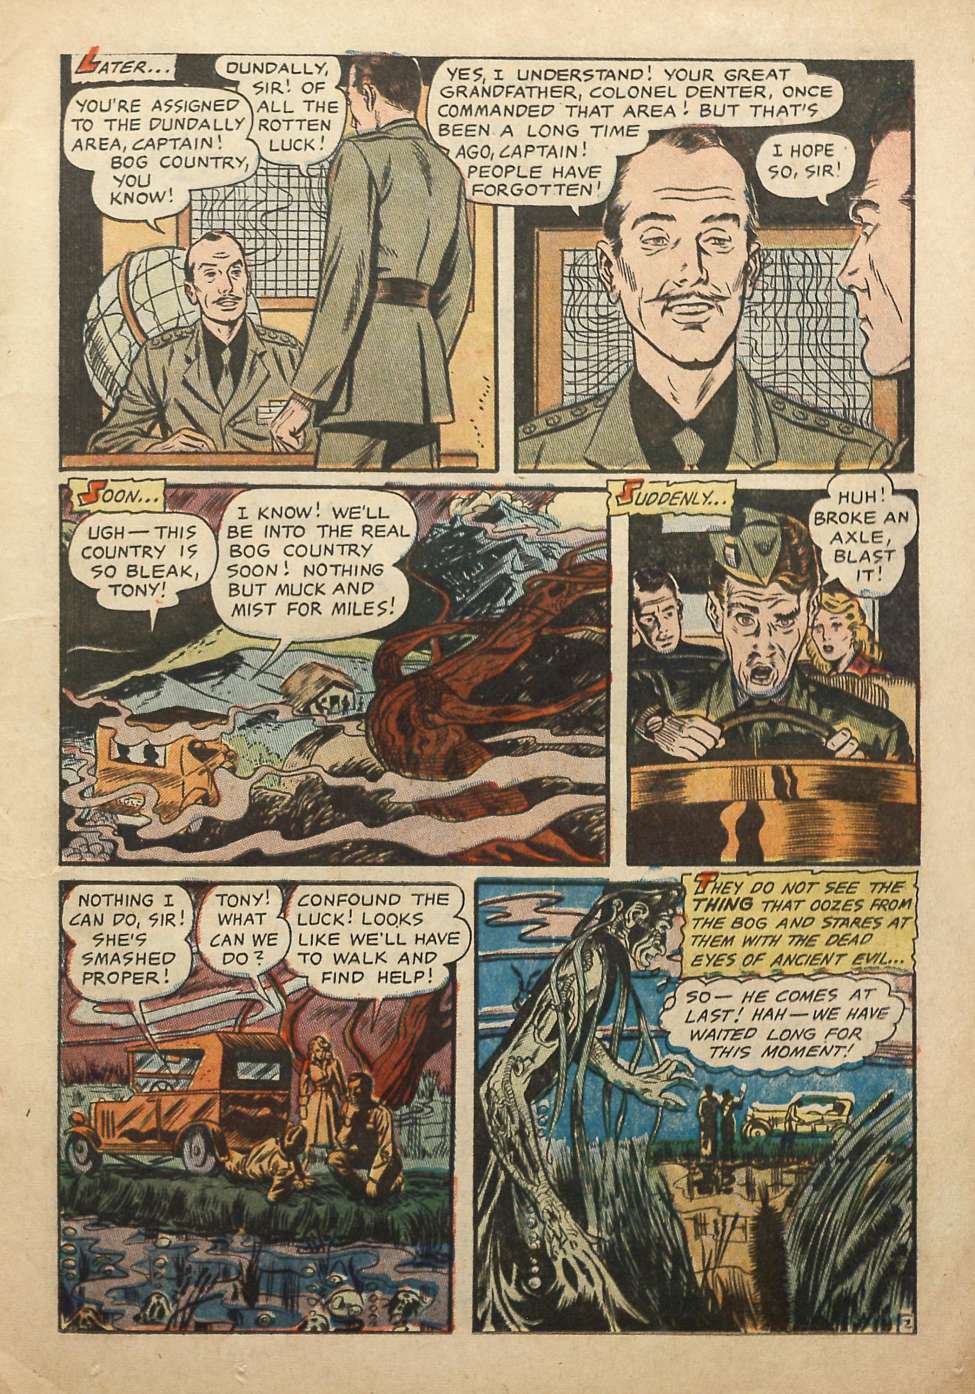 LATER...
YOU'RE ASSIGNED
TO THE DUNDALLY
AREA, CAPTAIN!
BOG COUNTRY,
YOU
KNOW!
DUNDALLY,
SIR! OF
ALL THE
ROTTEN
LUCK!
YES, I UNDERSTAND! YOUR GREAT
GRANDFATHER, COLONEL DENTER, ONCE
COMMANDED THAT AREA! BUT THAT'S
BEEN A LONG TIME
AGO, CAPTAIN!
PEOPLE HAVE
FORGOTTEN!
I HOPE
SO, SIR!
SOON...
UGH— THIS
COUNTRY IS
SO BLEAK,
TONY!
I KNOW! WE'LL
BE INTO THE REAL
BOG COUNTRY
SOON! NOTHING
BUT MUCK AND
MIST FOR MILES!
SUDDENLY...
HUH!
BROKE AN
AXLE,
BLAST
IT!
NOTHING I
CAN DO, SIR!
SHE'S
SMASHED
PROPER!
TONY!
WHAT
CAN WE
DO?
CONFOUND THE
LUCK! LOOKS
LIKE WE'LL HAVE
TO WALK AND
FIND HELP!
THEY DO NOT SEE THE
THING THAT OOZES FROM
THE BOG AND STARES AT
THEM WITH THE DEAD
EYES OF ANCIENT EVIL...
SO— HE COMES AT
LAST! HAH— WE HAVE
WAITED LONG FOR
THIS MOMENT!
2